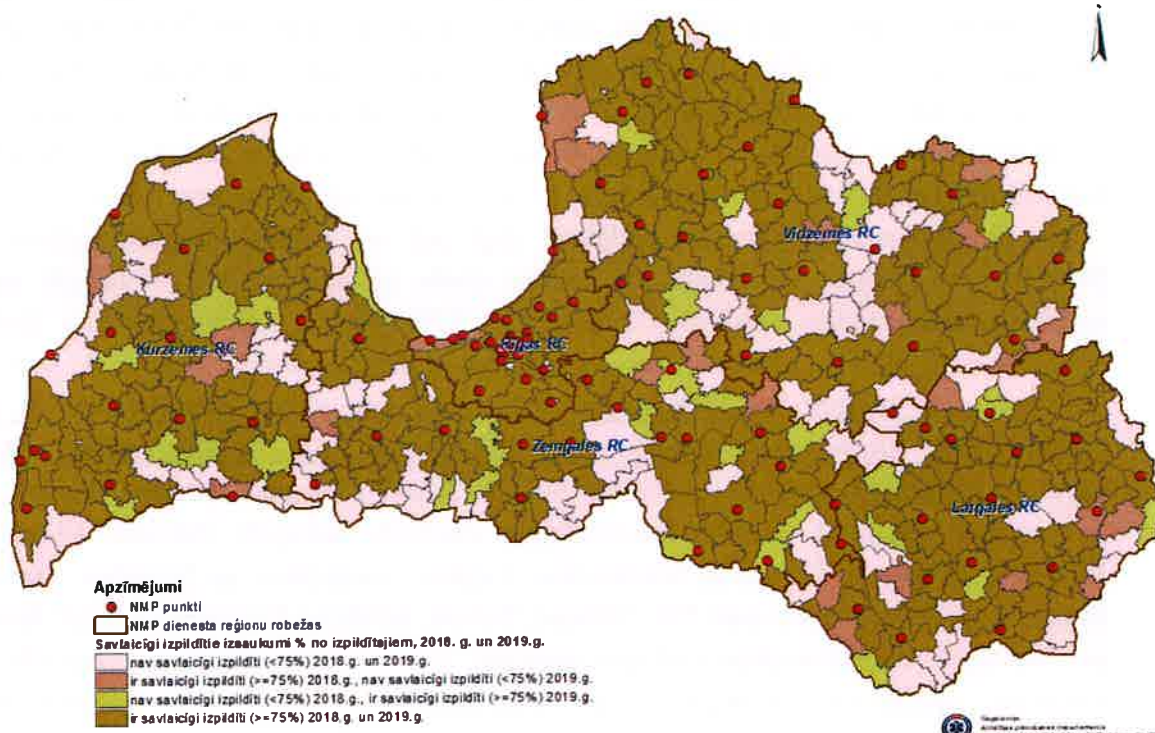 Vidzemes RC
Kurzemes RC
Rīgas RC
Zemgales RC
Latgales RC
Apzīmējumi
NMP punkti
NMP dienesta reģionu robežas
Savlaicīgi izpildītie izsaukumi % no izpildītajiem, 2018. g. un 2019.g.
nav savlaicīgi izpildīti (<75%) 2018.g. un 2019.g.
ir savlaicīgi izpildīti (>=75%) 2018.g., nav savlaicīgi izpildīti (<75%) 2019.g.
nav savlaicīgi izpildīti (<75%) 2018.g., ir savlaicīgi izpildīti (>=75%) 2019.g.
ir savlaicīgi izpildīti (>=75%) 2018.g. un 2019.g.